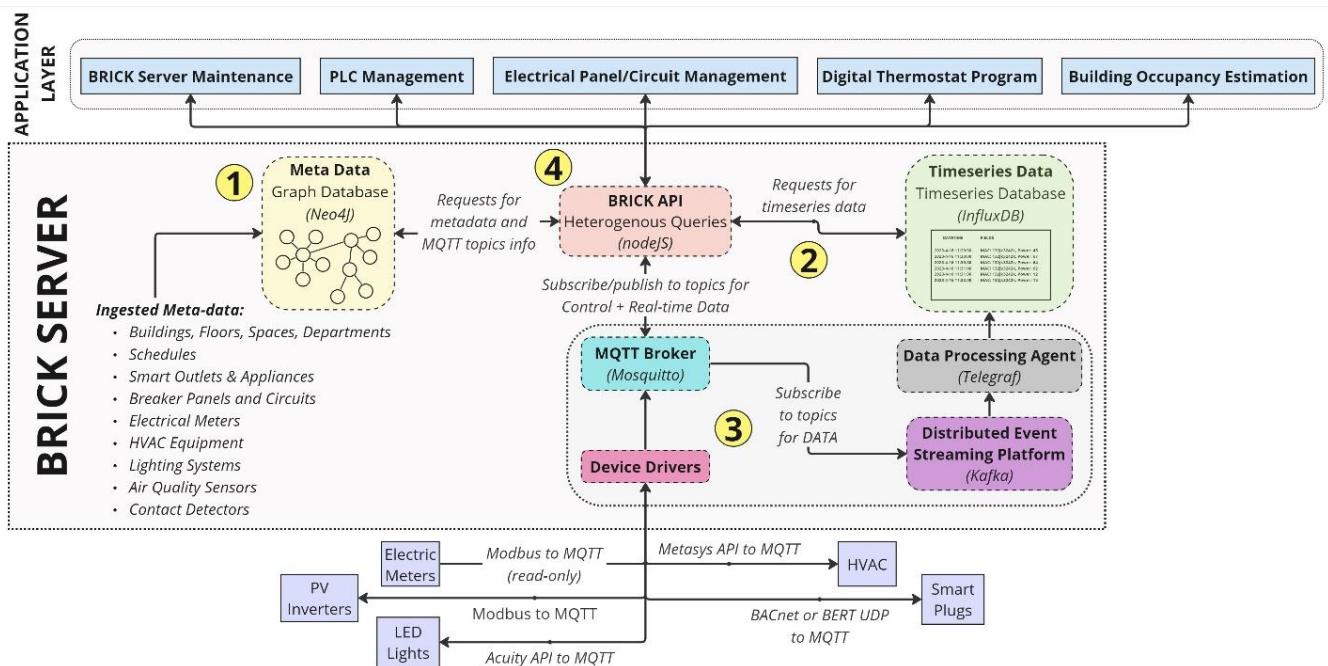 APPLICATION
LAYER
BRICK Server Maintenance
PLC Management
Electrical Panel/Circuit Management
Digital Thermostat Program
Building Occupancy Estimation
BRICK SERVER
1
Meta Data
Graph Database
(Neo4J)
Requests for
metadata and
MQTT topics info
4
BRICK API
Heterogenous Queries
(nodeJS)
Requests for
timeseries data
2
Timeseries Data
Timeseries Database
(InfluxDB)
DATETIME FIELDS
Ingested Meta-data:
• Buildings, Floors, Spaces, Departments
• Schedules
• Smart Outlets & Appliances
• Breaker Panels and Circuits
• Electrical Meters
• HVAC Equipment
• Lighting Systems
• Air Quality Sensors
• Contact Detectors
Subscribe/publish to topics for
Control + Real-time Data
MQTT Broker
(Mosquitto)
Subscribe
to topics
for DATA
3
Device Drivers
Data Processing Agent
(Telegraf)
Distributed Event
Streaming Platform
(Kafka)
Electric
Meters
Modbus to MQTT
(read-only)
Metasys API to MQTT
HVAC
PV
Inverters
Modbus to MQTT
BACnet or BERT UDP
to MQTT
Smart
Plugs
LED
Lights
Acuity API to MQTT